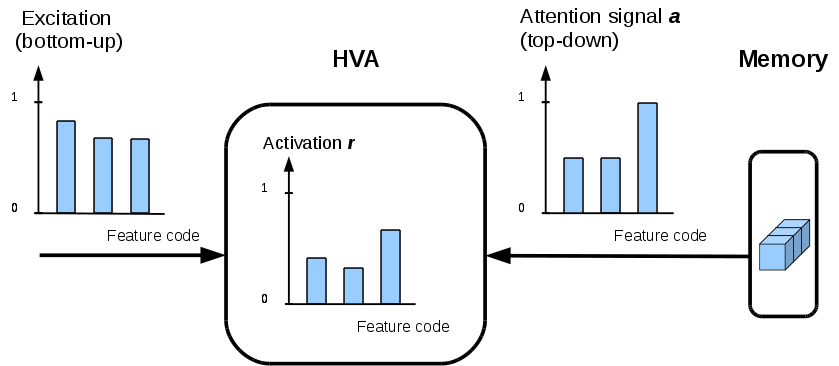 Excitation
(bottom-up)
1
0
Feature code
HVA
Activation r
1
0
Feature code
Attention signal a
(top-down)
1
0
Feature code
Memory